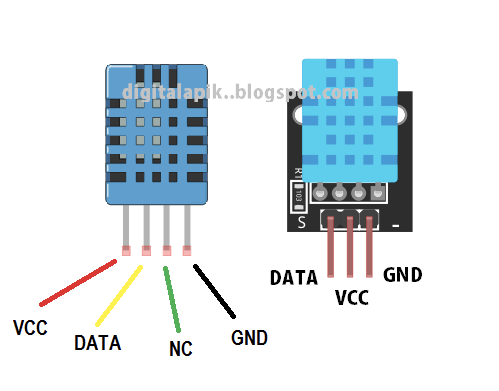 digitalapik..blogspot.com
R1
103
S
-
DATA
GND
VCC
VCC
DATA
NC
GND